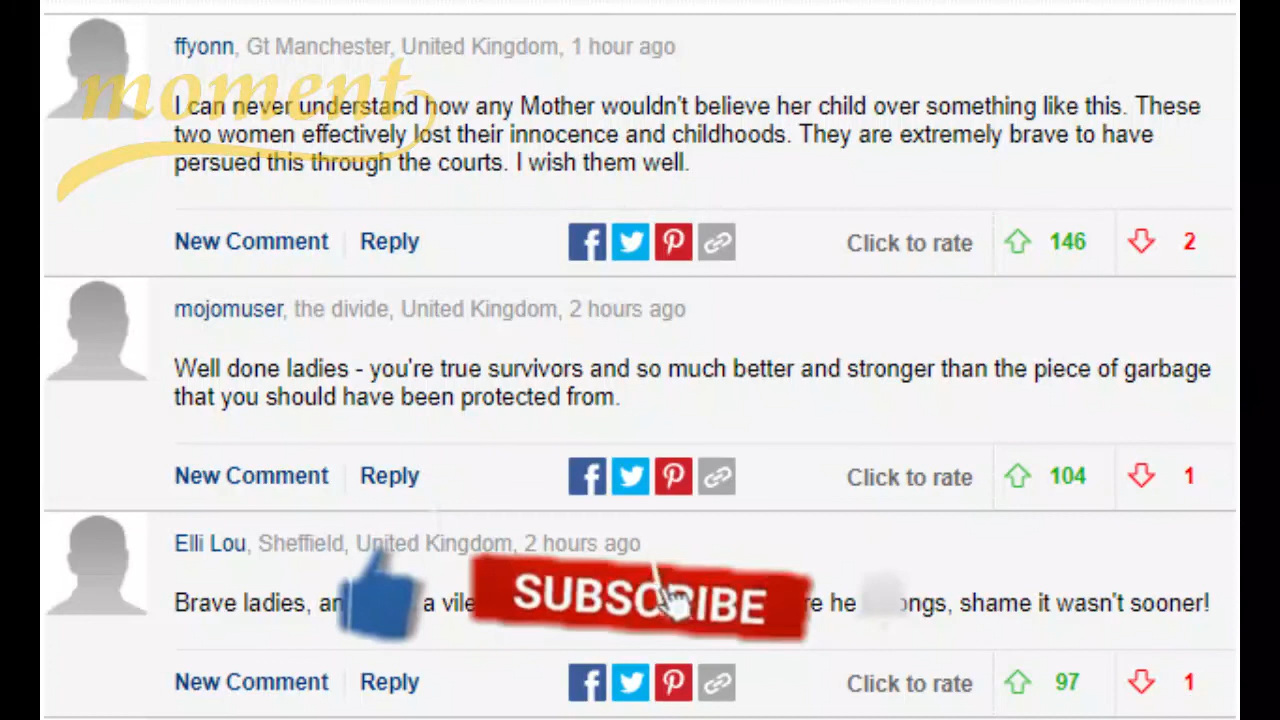 ffyonn, Gt Manchester, United Kingdom, 1 hour ago
moment
I can never understand how any Mother wouldn't believe her child over something like this. These
two women effectively lost their innocence and childhoods. They are extremely brave to have
persued this through the courts. I wish them well.
New Comment Reply Click to rate 146 2
mojomuser, the divide, United Kingdom, 2 hours ago
Well done ladies - you're true survivors and so much better and stronger than the piece of garbage
that you should have been protected from.
New Comment Reply Click to rate 104 1
Elli Lou, Sheffield, United Kingdom, 2 hours ago
Brave ladies, a vile he shame it wasn't sooner!
SUBSCRIBE
New Comment Reply Click to rate 97 1